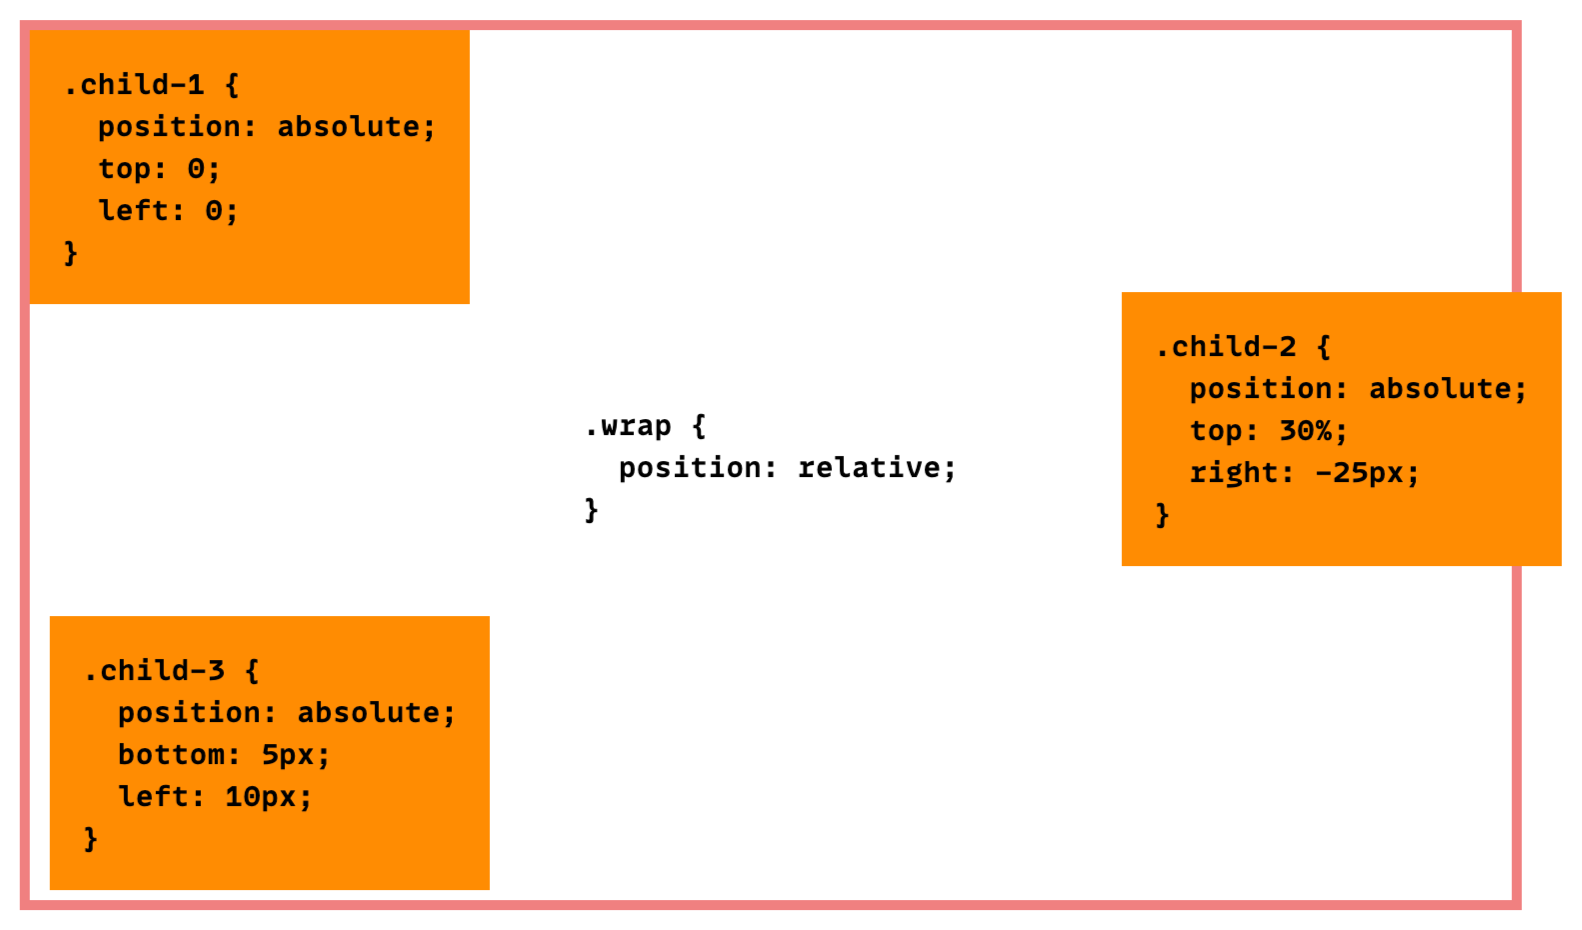 .child-1 {
  position: absolute;
  top: 0;
  left: 0;
}
.child-2 {
  position: absolute;
  top: 30%;
  right: -25px;
}
.wrap {
  position: relative;
}
.child-3 {
  position: absolute;
  bottom: 5px;
  left: 10px;
}